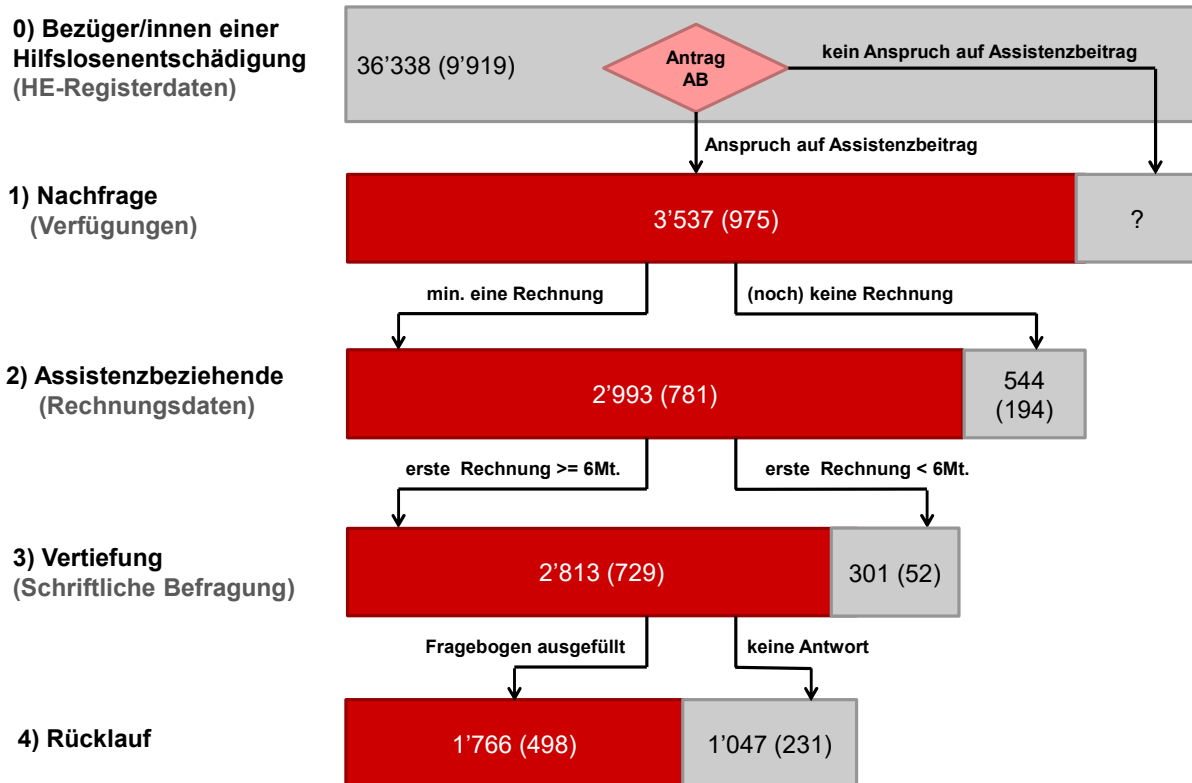 0) Bezüger/innen einer
Hilfslosenentschädigung
(HE-Registerdaten)
36’338 (9’919)
Antrag
AB
kein Anspruch auf Assistenzbeitrag
Anspruch auf Assistenzbeitrag
1) Nachfrage
(Verfügungen)
3’537 (975)
?
min. eine Rechnung
(noch) keine Rechnung
2) Assistenzbeziehende
(Rechnungsdaten)
2’993 (781)
544
(194)
erste Rechnung >= 6Mt.
erste Rechnung < 6Mt.
3) Vertiefung
(Schriftliche Befragung)
2’813 (729)
301 (52)
Fragebogen ausgefüllt
keine Antwort
4) Rücklauf
1’766 (498)
1’047 (231)